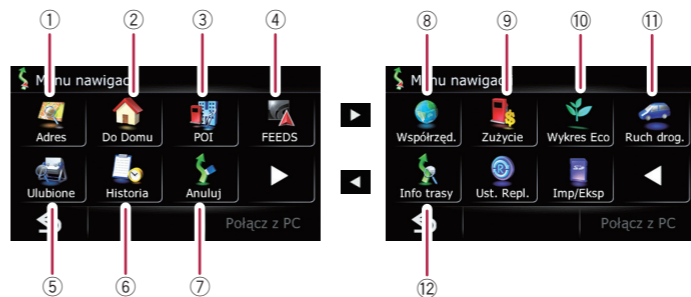 ① ② ③ ④
Menu nawigacji
Adres Do Domu POI FEEDS
Ulubione Historia Anuluj
Połącz z PC
⑤ ⑥ ⑦
⑧ ⑨ ⑩ ⑪
Menu nawigacji
Współrzęd. Zużycie Wykres Eco Ruch drog.
Info trasy Ust. Repl. Imp/Eksp
Połącz z PC
⑫